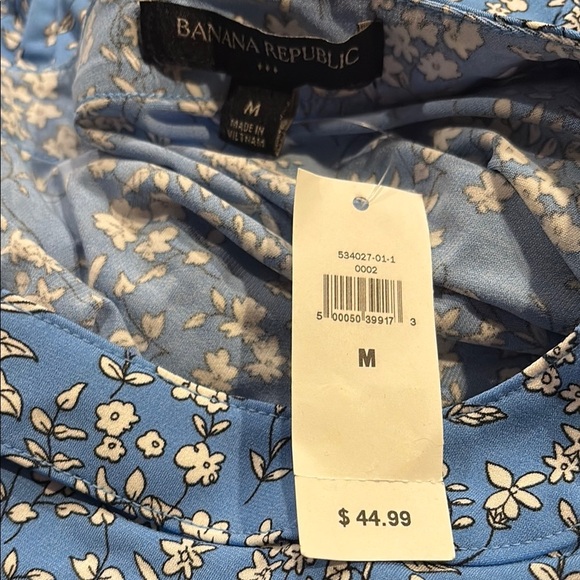 BANANA REPUBLIC
M
MADE IN
VIETNAM
534027-01-1
0002
5 00050 39917 3
M
$ 44.99